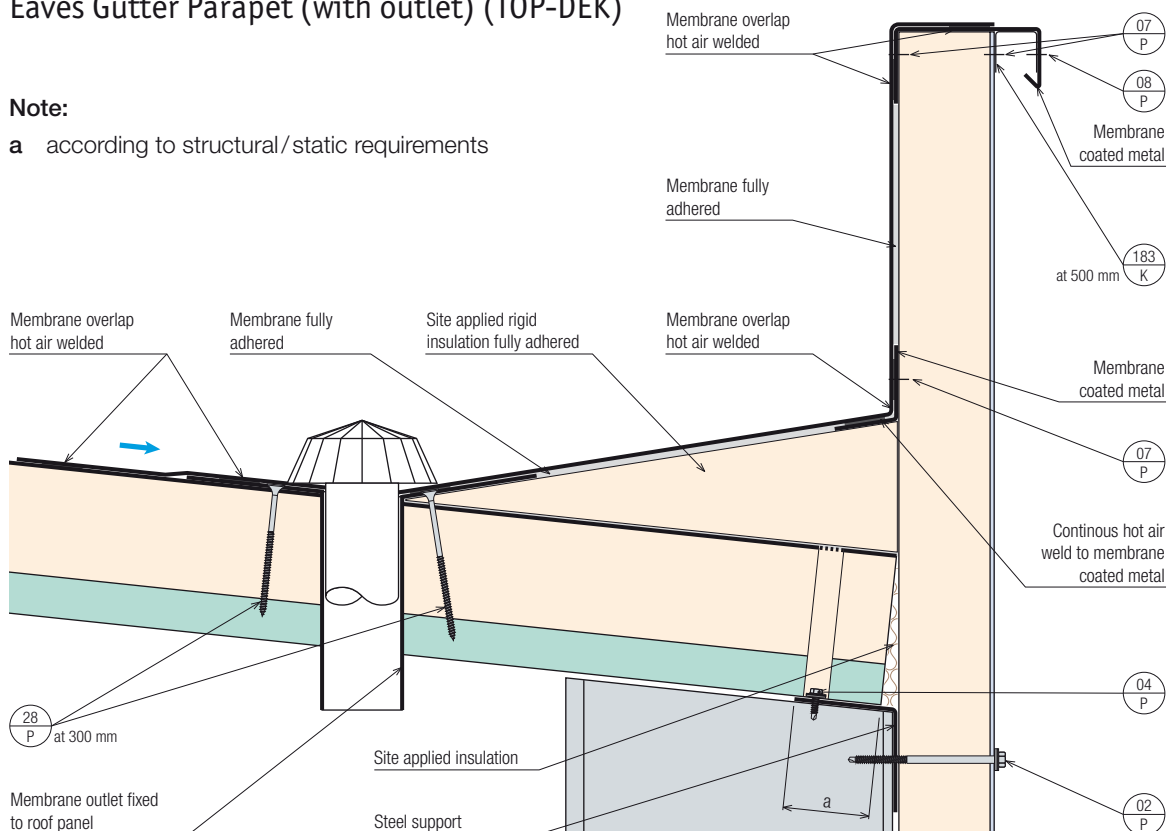 Eaves Gutter Parapet (with outlet) (TOP-DEK)
Note:
a according to structural/static requirements
Membrane overlap
hot air welded
07
P
08
P
Membrane
coated metal
Membrane fully
adhered
183
K
at 500 mm
Membrane overlap
hot air welded
Membrane fully
adhered
Site applied rigid
insulation fully adhered
Membrane overlap
hot air welded
Membrane
coated metal
07
P
Continous hot air
weld to membrane
coated metal
04
P
28
P
at 300 mm
Site applied insulation
a
Membrane outlet fixed
to roof panel
Steel support
02
P